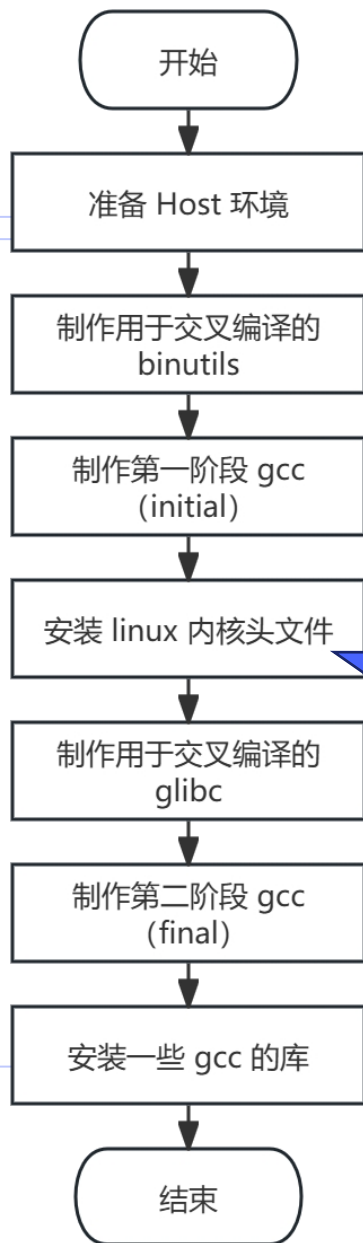 开始
准备 Host 环境
制作用于交叉编译的
binutils
制作第一阶段 gcc
（initial）
安装 linux 内核头文件
制作用于交叉编译的
glibc
制作第二阶段 gcc
（final）
安装一些 gcc 的库
结束